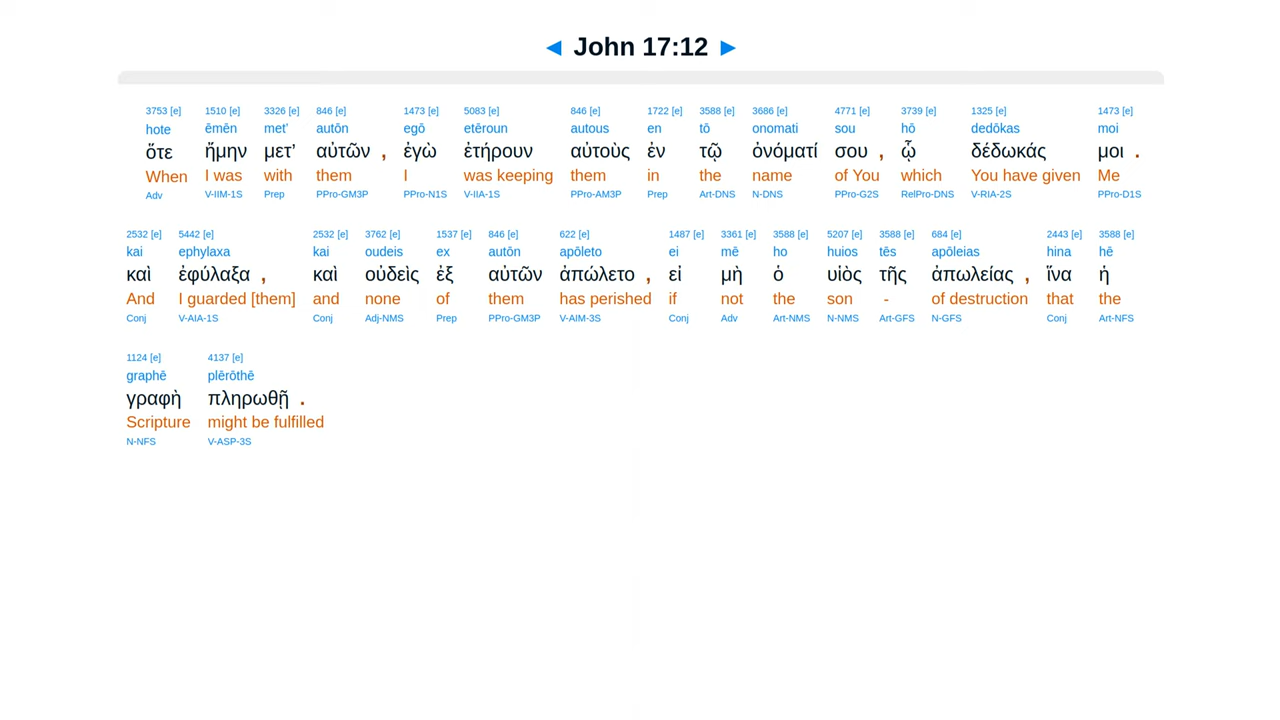 ◄ John 17:12 ►
3753 [e] 1510 [e] 3326 [e] 846 [e] 1473 [e] 5083 [e] 846 [e] 1722 [e] 3588 [e] 3686 [e] 4771 [e] 3739 [e] 1325 [e] 1473 [e]
hote ēmēn met’ autōn egō etēroun autous en tō onomati sou hō dedōkas moi
ὅτε ἤμην μετ’ αὐτῶν , ἐγὼ ἐτήρουν αὐτοὺς ἐν τῷ ὀνόματί σου , ᾧ δέδωκάς μοι .
When I was with them I was keeping them in the name of You which You have given Me
Adv V-IIM-1S Prep PPro-GM3P PPro-N1S V-IIA-1S PPro-AM3P Prep Art-DNS N-DNS PPro-G2S RelPro-DNS V-RIA-2S PPro-D1S
2532 [e] 5442 [e] 2532 [e] 3762 [e] 1537 [e] 846 [e] 622 [e] 1487 [e] 3361 [e] 3588 [e] 5207 [e] 3588 [e] 684 [e] 2443 [e] 3588 [e]
kai ephylaxa kai oudeis ex autōn apōleto ei mē ho huios tēs apōleias hina hē
καὶ ἐφύλαξα , καὶ οὐδεὶς ἐξ αὐτῶν ἀπώλετο , εἰ μὴ ὁ υἱὸς τῆς ἀπωλείας , ἵνα ἡ
And I guarded [them] and none of them has perished if not the son - of destruction that the
Conj V-AIA-1S Conj Adj-NMS Prep PPro-GM3P V-AIM-3S Conj Adv Art-NMS N-NMS Art-GFS N-GFS Conj Art-NFS
1124 [e] 4137 [e]
graphē plērōthē
γραφὴ πληρωθῇ .
Scripture might be fulfilled
N-NFS V-ASP-3S